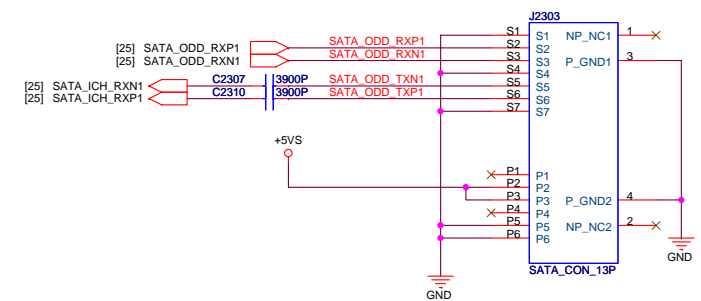 J2303
S1 S1 NP_NC1 1
[25] SATA_ODD_RXP1 SATA_ODD_RXP1 S2 S2
[25] SATA_ODD_RXN1 SATA_ODD_RXN1 S3 S3 P_GND1 3
S4 S4
[25] SATA_ICH_RXN1 C2307 3900P SATA_ODD_TXN1 S5 S5
[25] SATA_ICH_RXP1 C2310 3900P SATA_ODD_TXP1 S6 S6
S7 S7
+5VS
P1 P1
P2 P2
P3 P3 P_GND2 4
P4 P4
P5 P5 NP_NC2 2
P6 P6
GND
SATA_CON_13P
GND